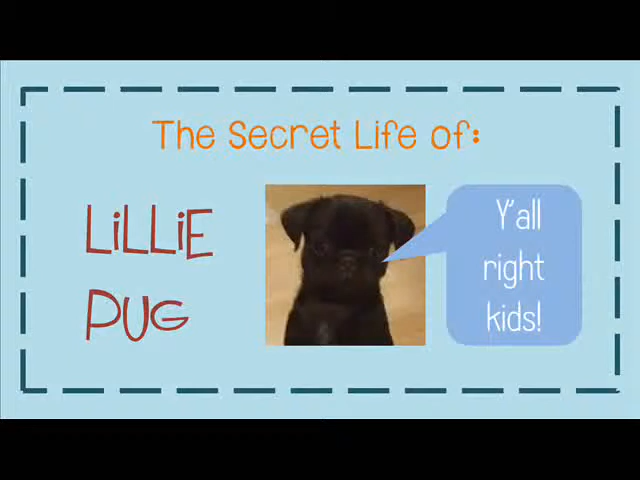 The Secret Life of:
LiLLiE
PUG
Y'all
right
kids!